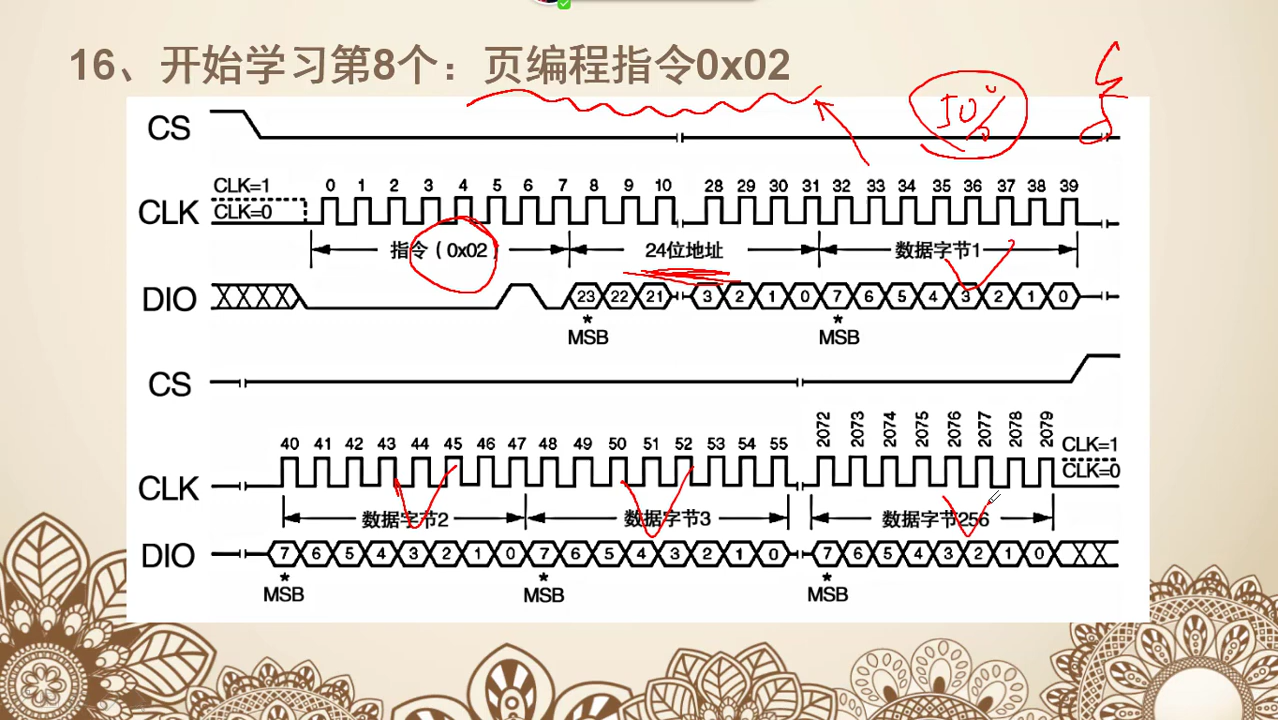 16、开始学习第8个：页编程指令0x02
50%
CS
CLK=1
CLK=0
0 1 2 3 4 5 6 7 8 9 10 28 29 30 31 32 33 34 35 36 37 38 39
CLK
指令（0x02） 24位地址 数据字节1
DIO 23 22 21 3 2 1 0 7 6 5 4 3 2 1 0
* *
MSB MSB
CS
40 41 42 43 44 45 46 47 48 49 50 51 52 53 54 55 2072 2073 2074 2075 2076 2077 2078 2079
CLK=1
CLK=0
CLK
数据字节2 数据字节3 数据字节256
DIO 7 6 5 4 3 2 1 0 7 6 5 4 3 2 1 0 7 6 5 4 3 2 1 0
* * *
MSB MSB MSB